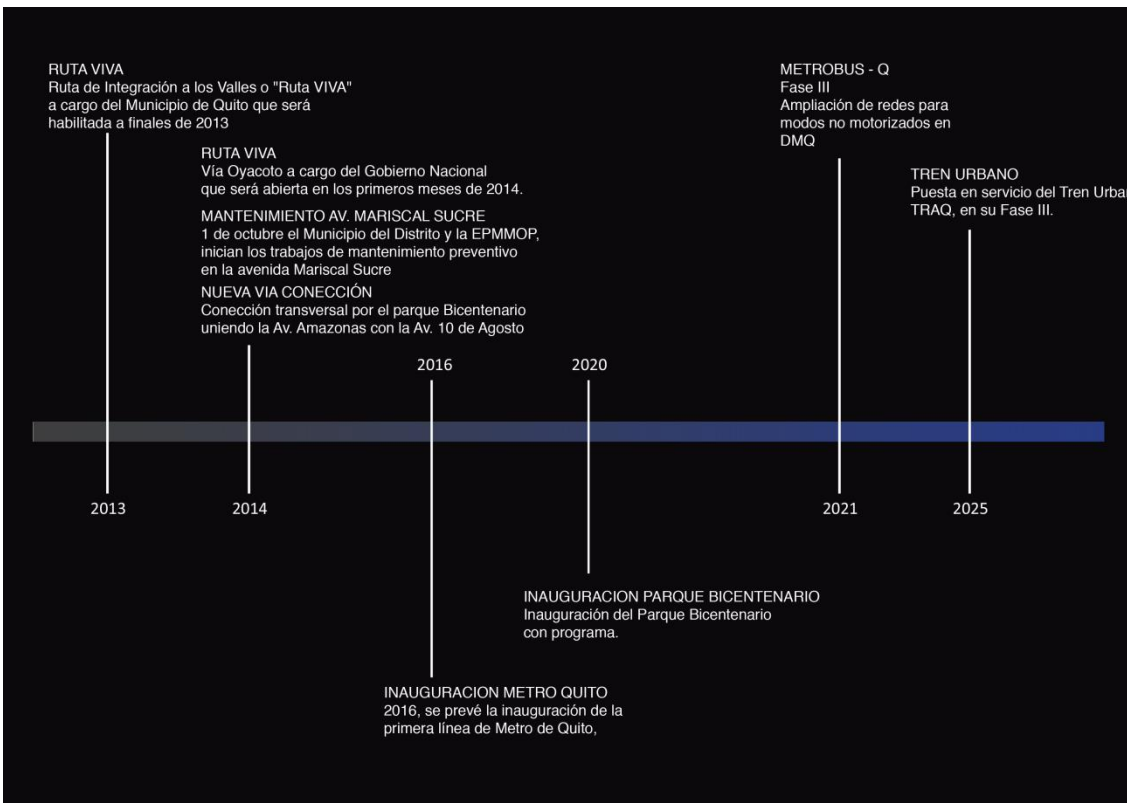 RUTA VIVA
Ruta de Integración a los Valles o "Ruta VIVA"
a cargo del Municipio de Quito que será
habilitada a finales de 2013
RUTA VIVA
Vía Oyacoto a cargo del Gobierno Nacional
que será abierta en los primeros meses de 2014.
MANTENIMIENTO AV. MARISCAL SUCRE
1 de octubre el Municipio del Distrito y la EPMMOP,
inician los trabajos de mantenimiento preventivo
en la avenida Mariscal Sucre
NUEVA VIA CONECCIÓN
Conección transversal por el parque Bicentenario
uniendo la Av. Amazonas con la Av. 10 de Agosto
METROBUS - Q
Fase III
Ampliación de redes para
modos no motorizados en
DMQ
TREN URBANO
Puesta en servicio del Tren
TRAQ, en su Fase III.
2016
2020
2013
2014
2021
2025
INAUGURACION PARQUE BICENTENARIO
Inauguración del Parque Bicentenario
con programa.
INAUGURACION METRO QUITO
2016, se prevé la inauguración de la
primera línea de Metro de Quito,